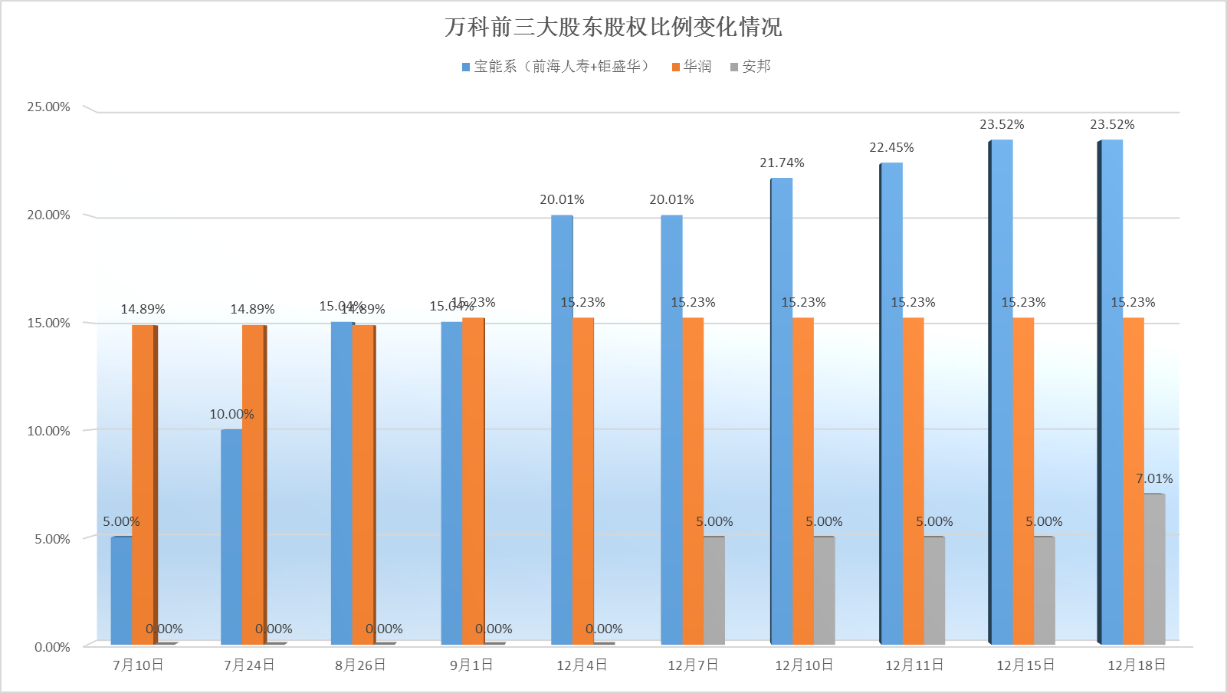 万科前三大股东股权比例变化情况
宝能系（前海人寿+钜盛华） 华润 安邦
25.00%
20.00%
15.00%
10.00%
5.00%
0.00%
5.00% 14.89% 0.00%
10.00% 14.89% 0.00%
15.04% 14.89% 0.00%
15.04% 15.23% 0.00%
20.01% 15.23% 0.00%
20.01% 15.23% 5.00%
21.74% 15.23% 5.00%
22.45% 15.23% 5.00%
23.52% 15.23% 5.00%
23.52% 15.23% 7.01%
7月10日 7月24日 8月26日 9月1日 12月4日 12月7日 12月10日 12月11日 12月15日 12月18日